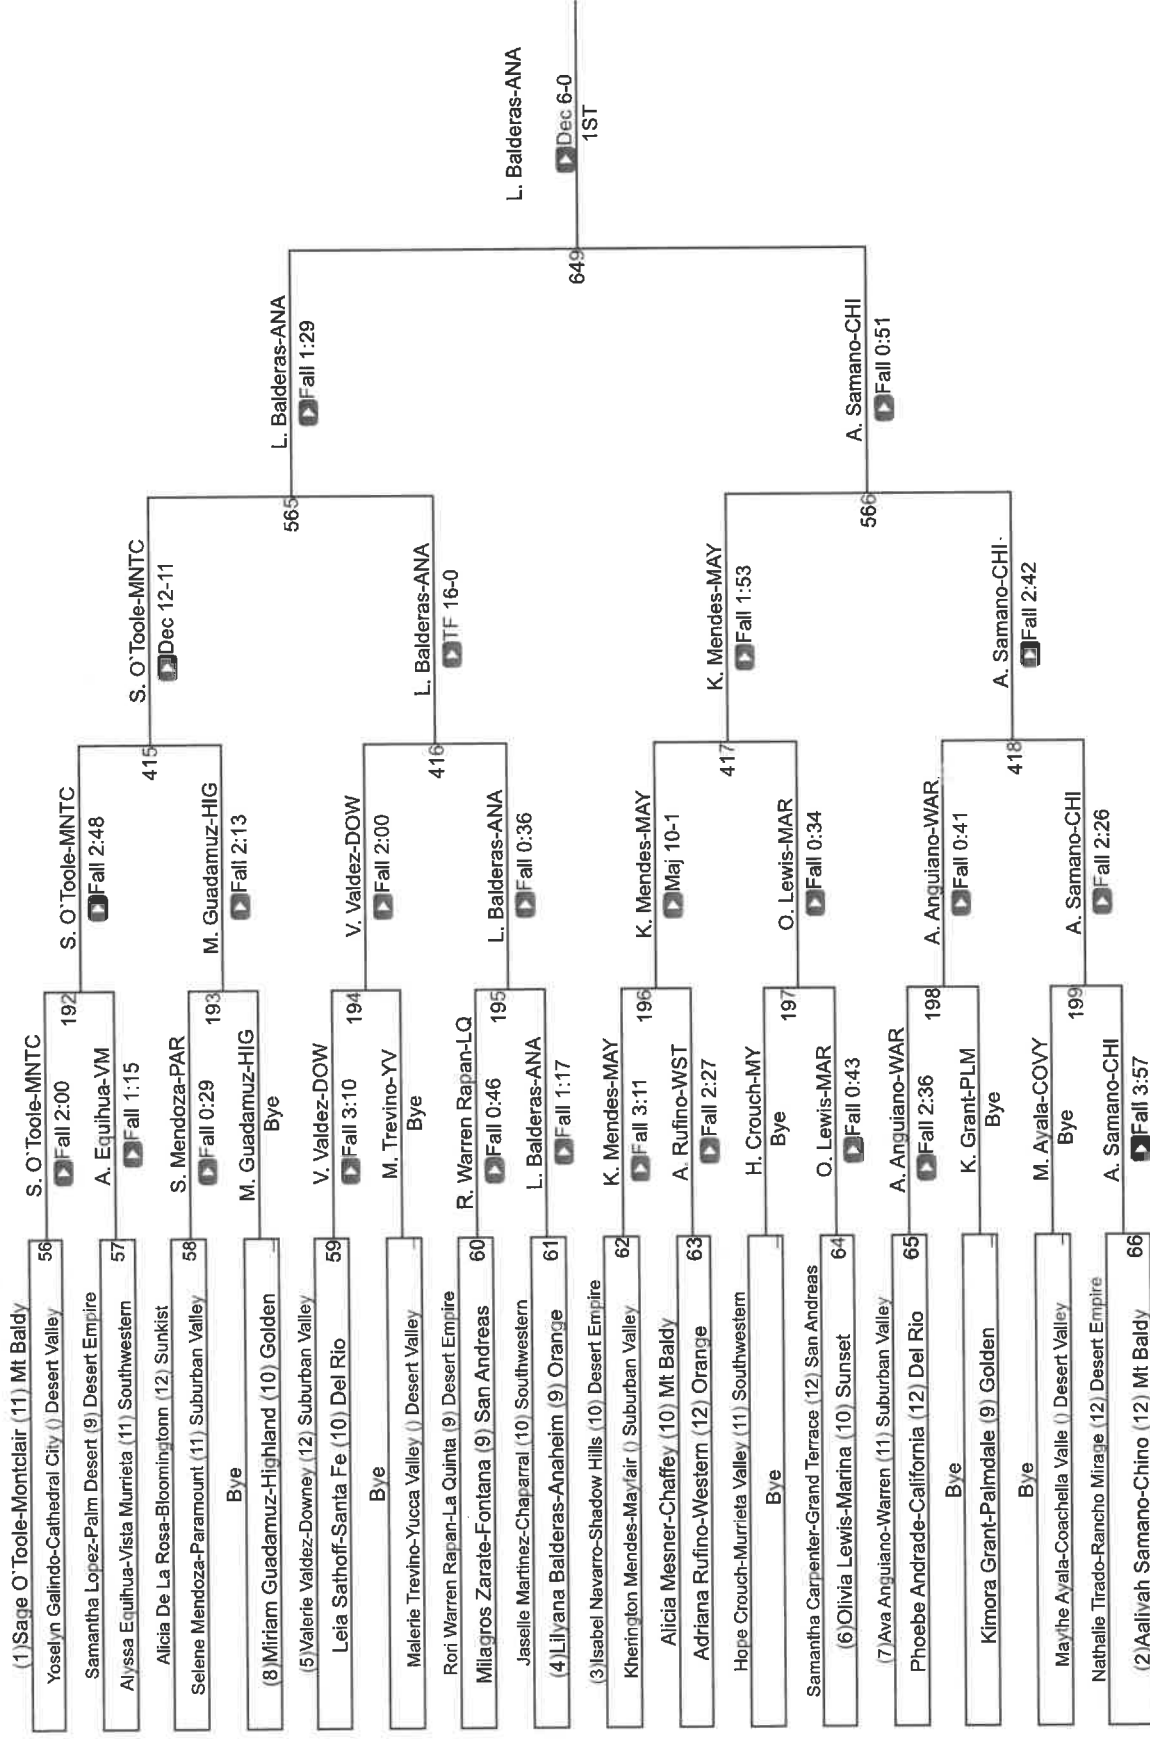 (1)Sage O`Toole-Montclair (11) Mt Baldy
Yoselyn Galindo-Cathedral City () Desert Valley
Samantha Lopez-Palm Desert (9) Desert Empire
Alyssa Equihua-Vista Murrieta (11) Southwestern
Alicia De La Rosa-Bloomingtonn (12) Sunkist
Selene Mendoza-Paramount (11) Suburban Valley
Bye
(8)Miriam Guadamuz-Highland (10) Golden
(5)Valerie Valdez-Downey (12) Suburban Valley
Leia Sathoff-Santa Fe (10) Del Rio
Bye
Malerie Trevino-Yucca Valley () Desert Valley
Rori Warren Rapan-La Quinta (9) Desert Empire
Milagros Zarate-Fontana (9) San Andreas
Jaselle Martinez-Chaparral (10) Southwestern
(4)Lilyana Balderas-Anaheim (9) Orange
(3)Isabel Navarro-Shadow Hills (10) Desert Empire
Kherington Mendes-Mayfair () Suburban Valley
Alicia Mesner-Chaffey (10) Mt Baldy
Adriana Rufino-Western (12) Orange
Hope Crouch-Murrieta Valley (11) Southwestern
Bye
Samantha Carpenter-Grand Terrace (12) San Andreas
(6)Olivia Lewis-Marina (10) Sunset
(7)Ava Anguiano-Warren (11) Suburban Valley
Phoebe Andrade-California (12) Del Rio
Bye
Kimora Grant-Palmdale (9) Golden
Bye
Maythe Ayala-Coachella Valle () Desert Valley
Nathalie Tirado-Rancho Mirage (12) Desert Empire
(2)Aaliyah Samano-Chino (12) Mt Baldy
56
57
58
59
60
61
62
63
64
65
66
S. O`Toole-MNTC
Fall 2:00
A. Equihua-VM
Fall 1:15
S. Mendoza-PAR
Fall 0:29
M. Guadamuz-HIG
Bye
V. Valdez-DOW
Fall 3:10
M. Trevino-YV
Bye
R. Warren Rapan-LQ
Fall 0:46
L. Balderas-ANA
Fall 1:17
K. Mendes-MAY
Fall 3:11
A. Rufino-WST
Fall 2:27
H. Crouch-MY
Bye
O. Lewis-MAR
Fall 0:43
A. Anguiano-WAR
Fall 2:36
K. Grant-PLM
Bye
M. Ayala-COVY
Bye
A. Samano-CHI
Fall 3:57
192
193
194
195
196
197
198
199
S. O`Toole-MNTC
Fall 2:48
M. Guadamuz-HIG
Fall 2:13
V. Valdez-DOW
Fall 2:00
L. Balderas-ANA
Fall 0:36
K. Mendes-MAY
Maj 10-1
O. Lewis-MAR
Fall 0:34
A. Anguiano-WAR
Fall 0:41
A. Samano-CHI
Fall 2:26
415
416
417
418
S. O`Toole-MNTC
Dec 12-11
L. Balderas-ANA
TF 16-0
K. Mendes-MAY
Fall 1:53
A. Samano-CHI
Fall 2:42
565
566
L. Balderas-ANA
Fall 1:29
A. Samano-CHI
Fall 0:51
649
L. Balderas-ANA
Dec 6-0
1ST